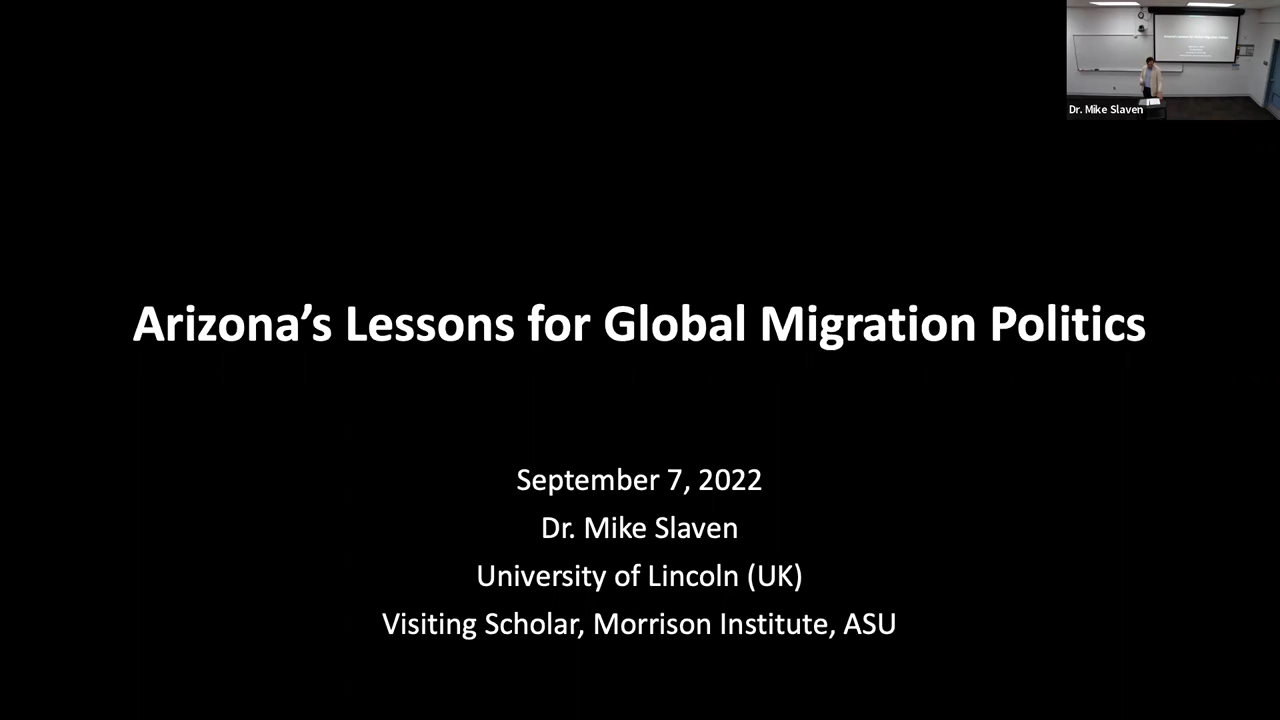 Dr. Mike Slaven
Arizona’s Lessons for Global Migration Politics
September 7, 2022
Dr. Mike Slaven
University of Lincoln (UK)
Visiting Scholar, Morrison Institute, ASU